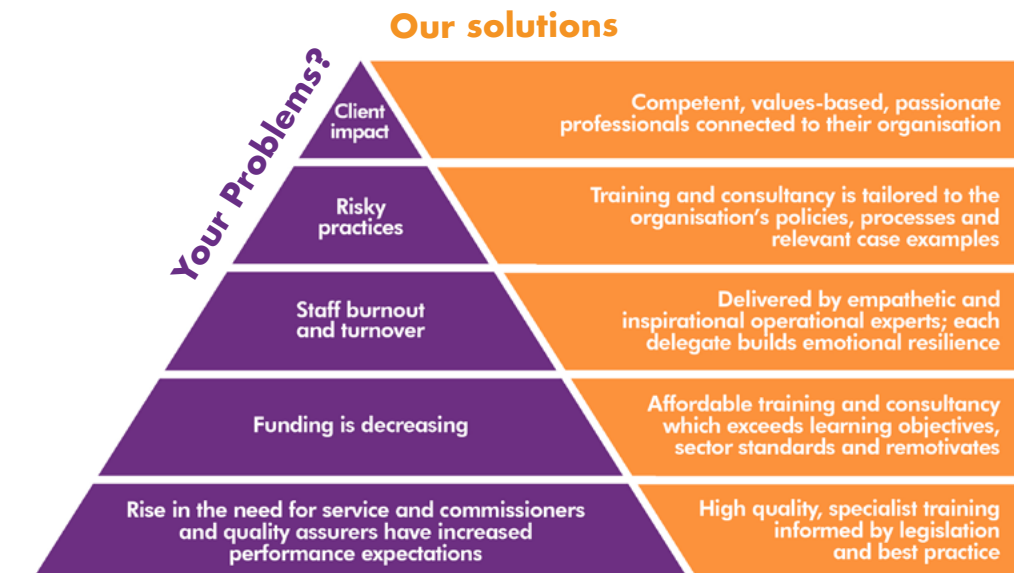 Our solutions
Your Problems?
Client
impact
Competent, values-based, passionate
professionals connected to their organisation
Risky
practices
Training and consultancy is tailored to the
organisation's policies, processes and
relevant case examples
Staff burnout
and turnover
Delivered by empathetic and
inspirational operational experts; each
delegate builds emotional resilience
Funding is decreasing
Affordable training and consultancy
which exceeds learning objectives,
sector standards and remotivates
Rise in the need for service and commissioners
and quality assurers have increased
performance expectations
High quality, specialist training
informed by legislation
and best practice